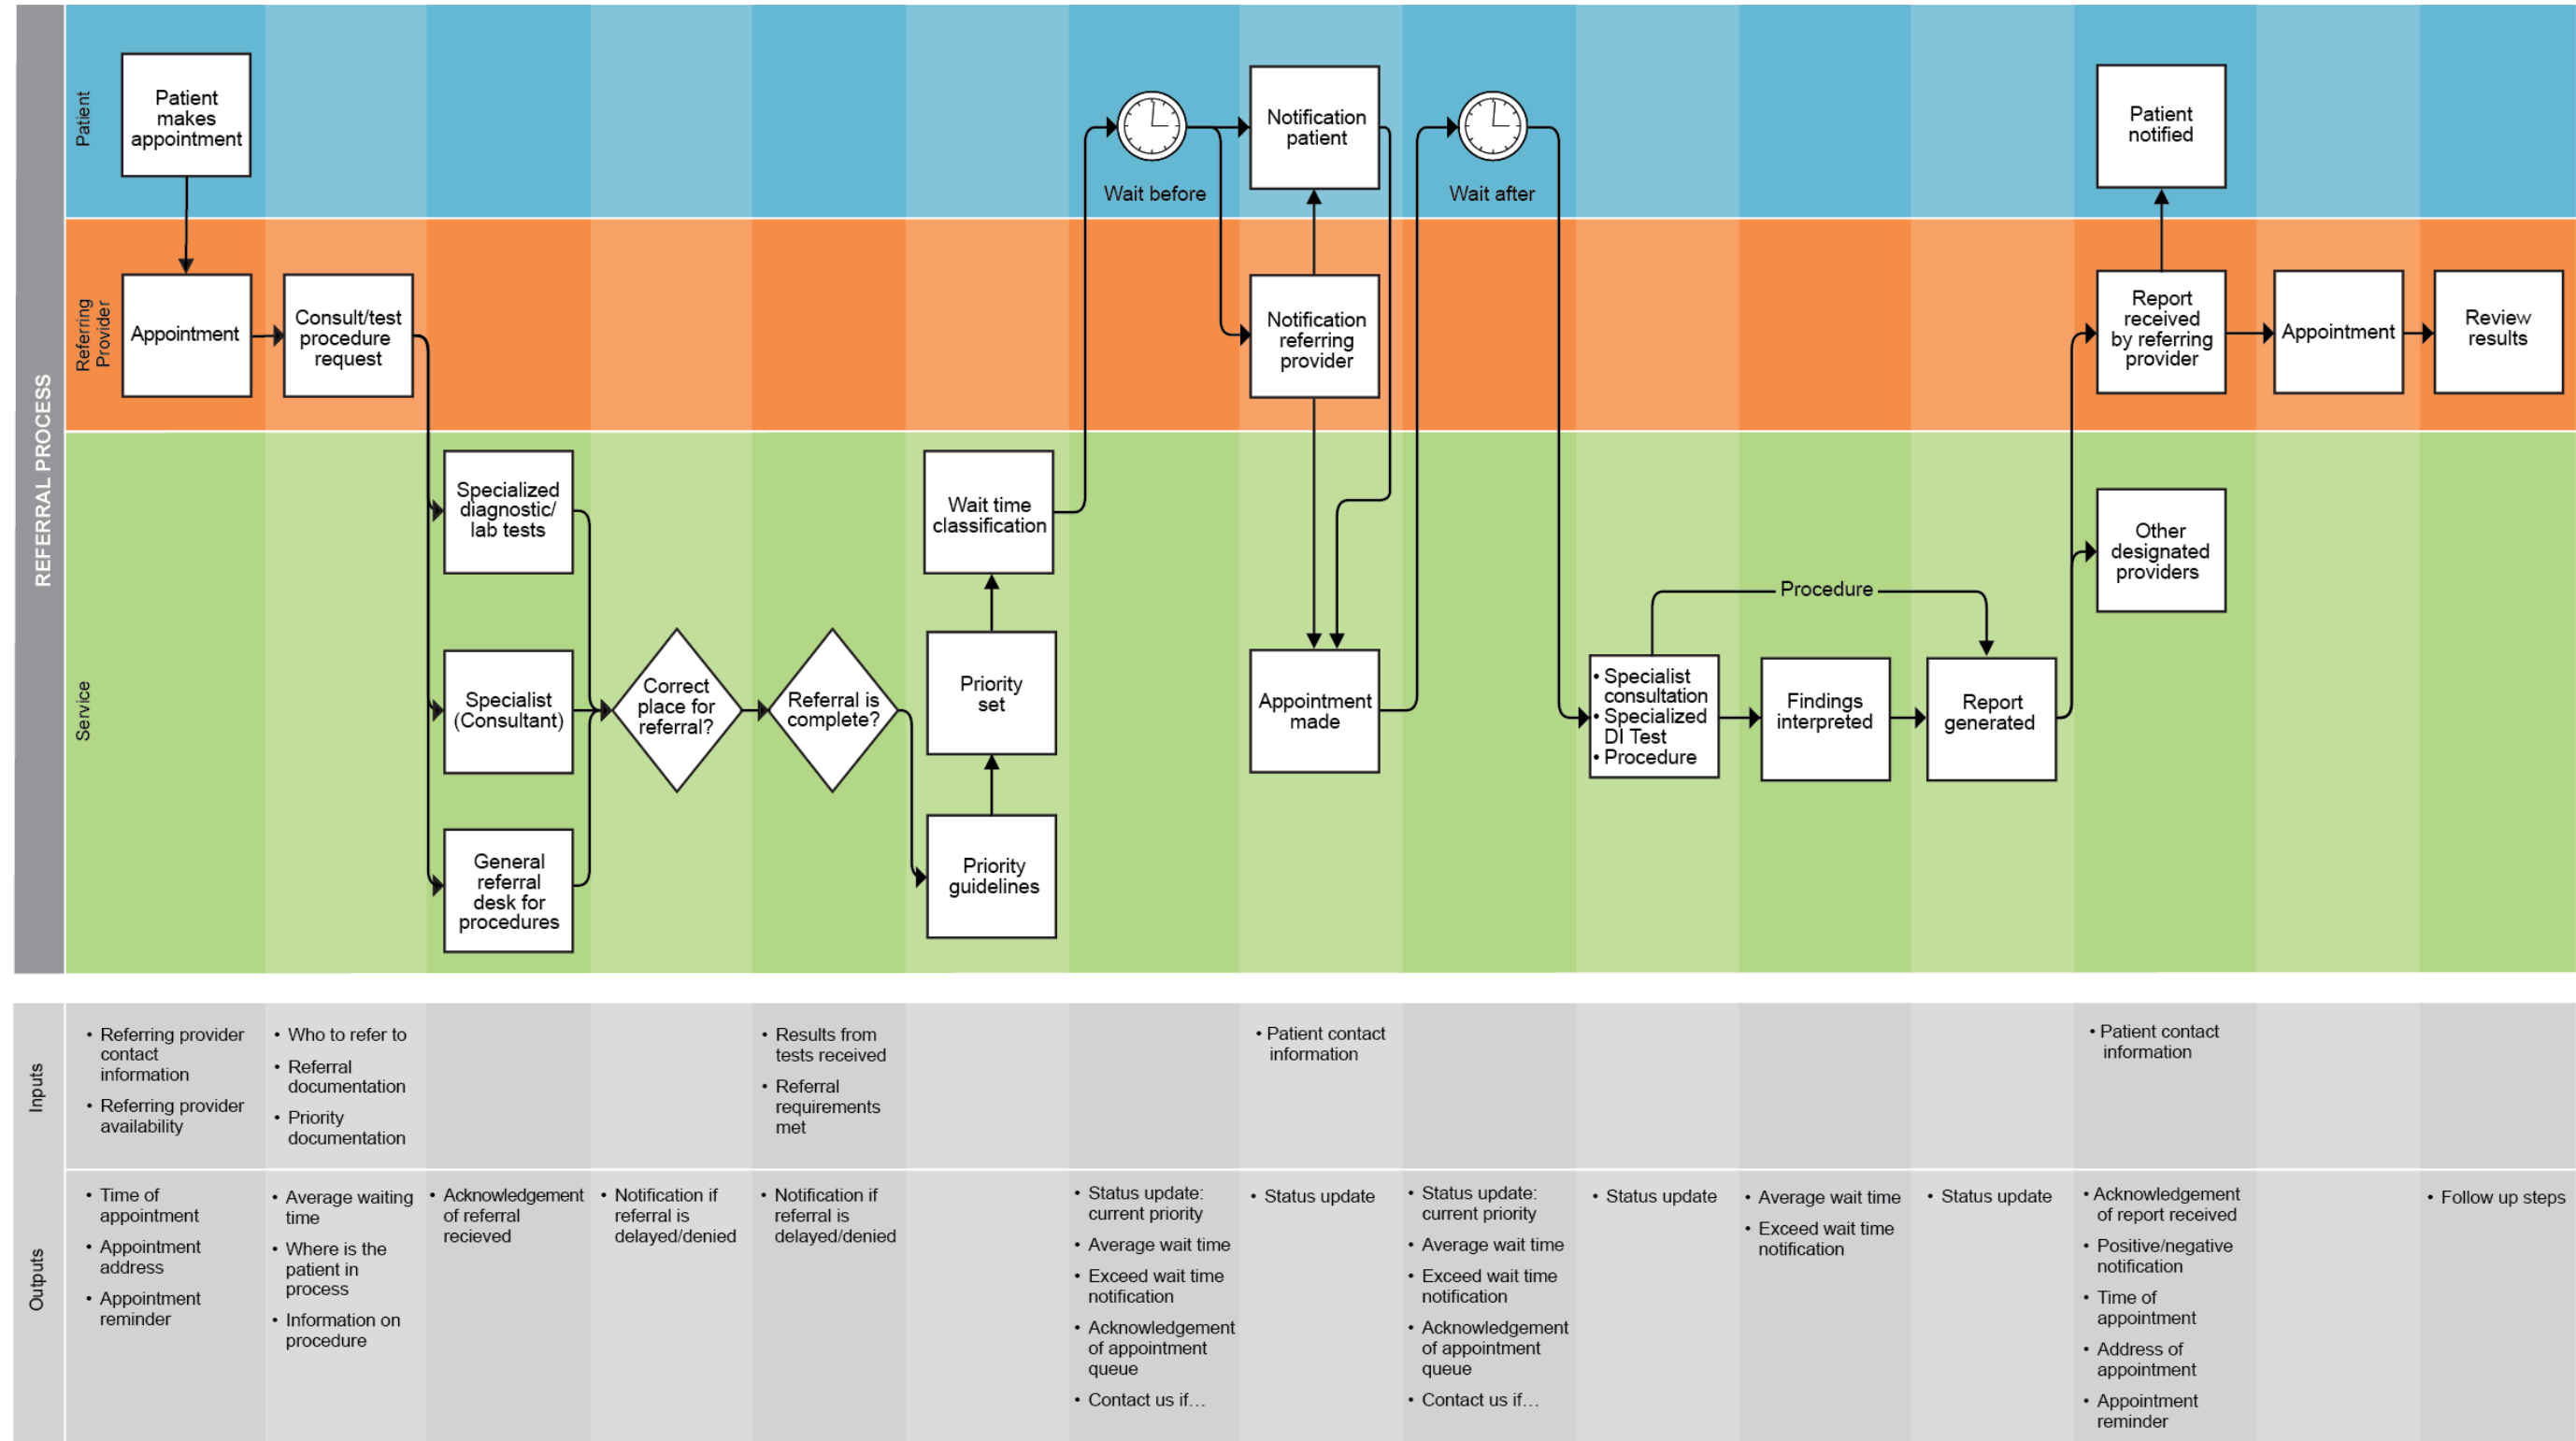 REFERRAL PROCESS
Patient
Patient
makes
appointment
Wait before
Notification
patient
Wait after
Patient
notified
Referring
Provider
Appointment
Consult/test
procedure
request
Notification
referring
provider
Report
received
by referring
provider
Appointment
Review
results
Service
Specialized
diagnostic/
lab tests
Specialist
(Consultant)
General
referral
desk for
procedures
Correct
place for
referral?
Referral is
complete?
Wait time
classification
Priority
set
Priority
guidelines
Appointment
made
Procedure
• Specialist
consultation
• Specialized
DI Test
• Procedure
Findings
interpreted
Report
generated
Other
designated
providers
Inputs
• Referring provider
contact
information
• Referring provider
availability
• Who to refer to
• Referral
documentation
• Priority
documentation
• Results from
tests received
• Referral
requirements
met
• Patient contact
information
• Patient contact
information
Outputs
• Time of
appointment
• Appointment
address
• Appointment
reminder
• Average waiting
time
• Where is the
patient in
process
• Information on
procedure
• Acknowledgement
of referral
recieved
• Notification if
referral is
delayed/denied
• Notification if
referral is
delayed/denied
• Status update:
current priority
• Average wait time
• Exceed wait time
notification
• Acknowledgement
of appointment
queue
• Contact us if…
• Status update
• Status update:
current priority
• Average wait time
• Exceed wait time
notification
• Acknowledgement
of appointment
queue
• Contact us if…
• Status update
• Average wait time
• Exceed wait time
notification
• Status update
• Acknowledgement
of report received
• Positive/negative
notification
• Time of
appointment
• Address of
appointment
• Appointment
reminder
• Follow up steps